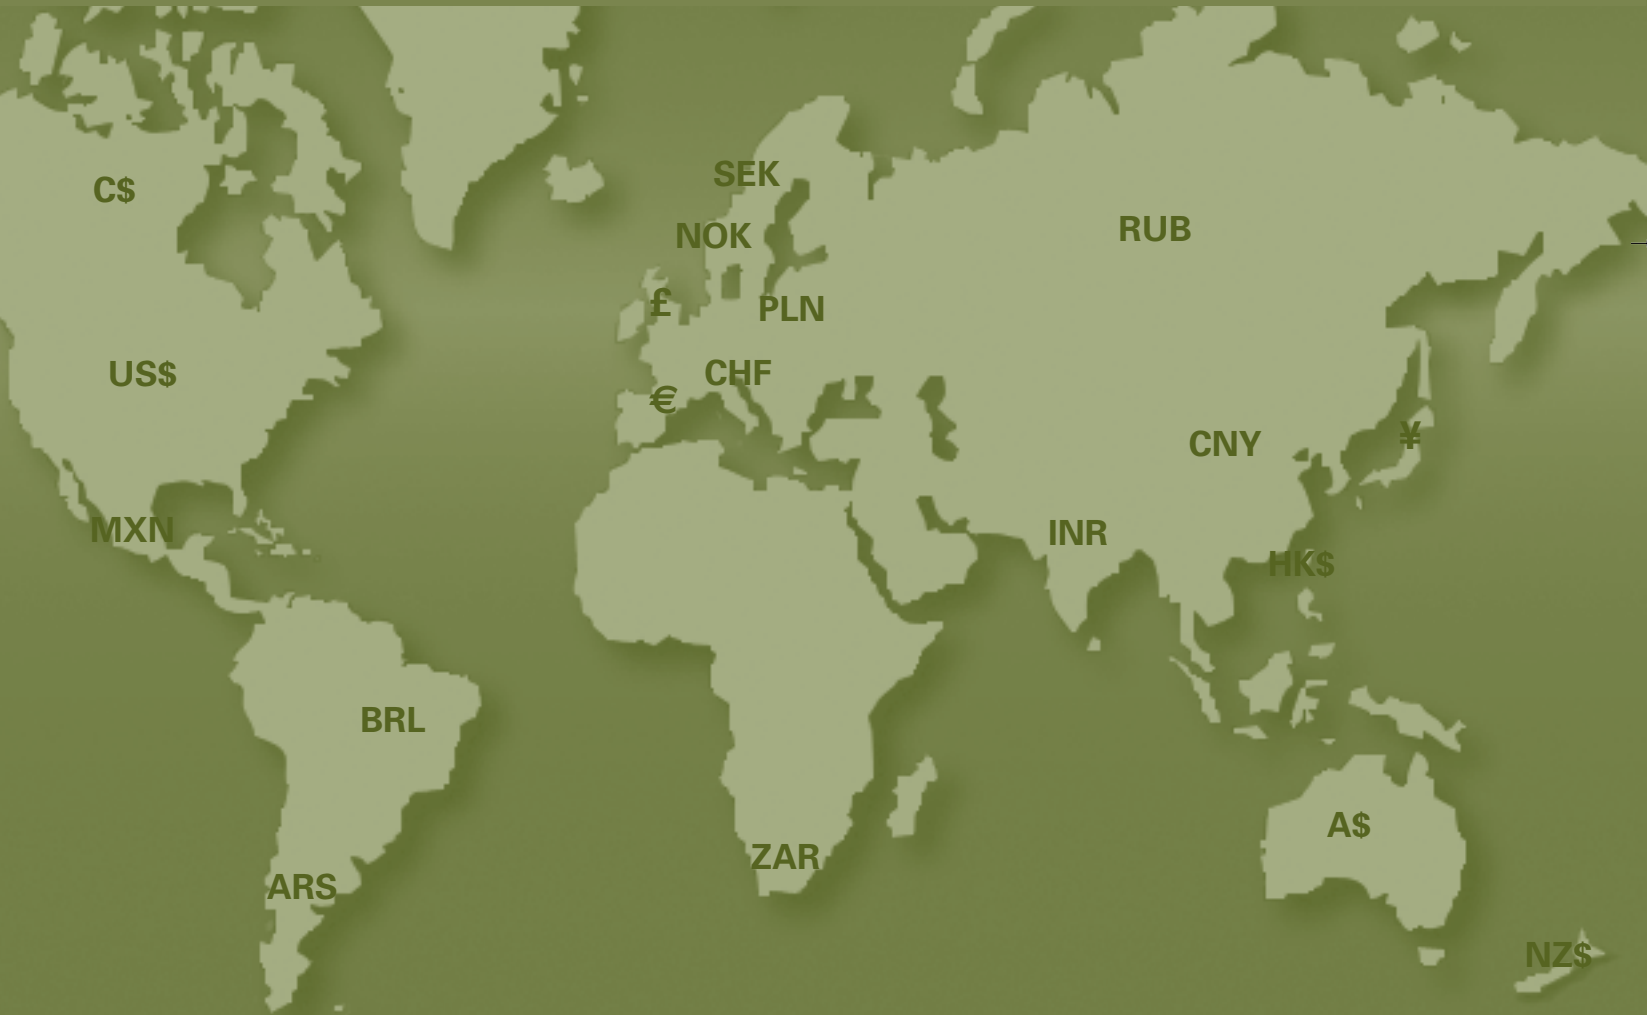 SEK
C$
RUB
NOK
£
PLN
US$
CHF
€
¥
CNY
MXN
INR
HK$
BRL
A$
ZAR
ARS
NZ$